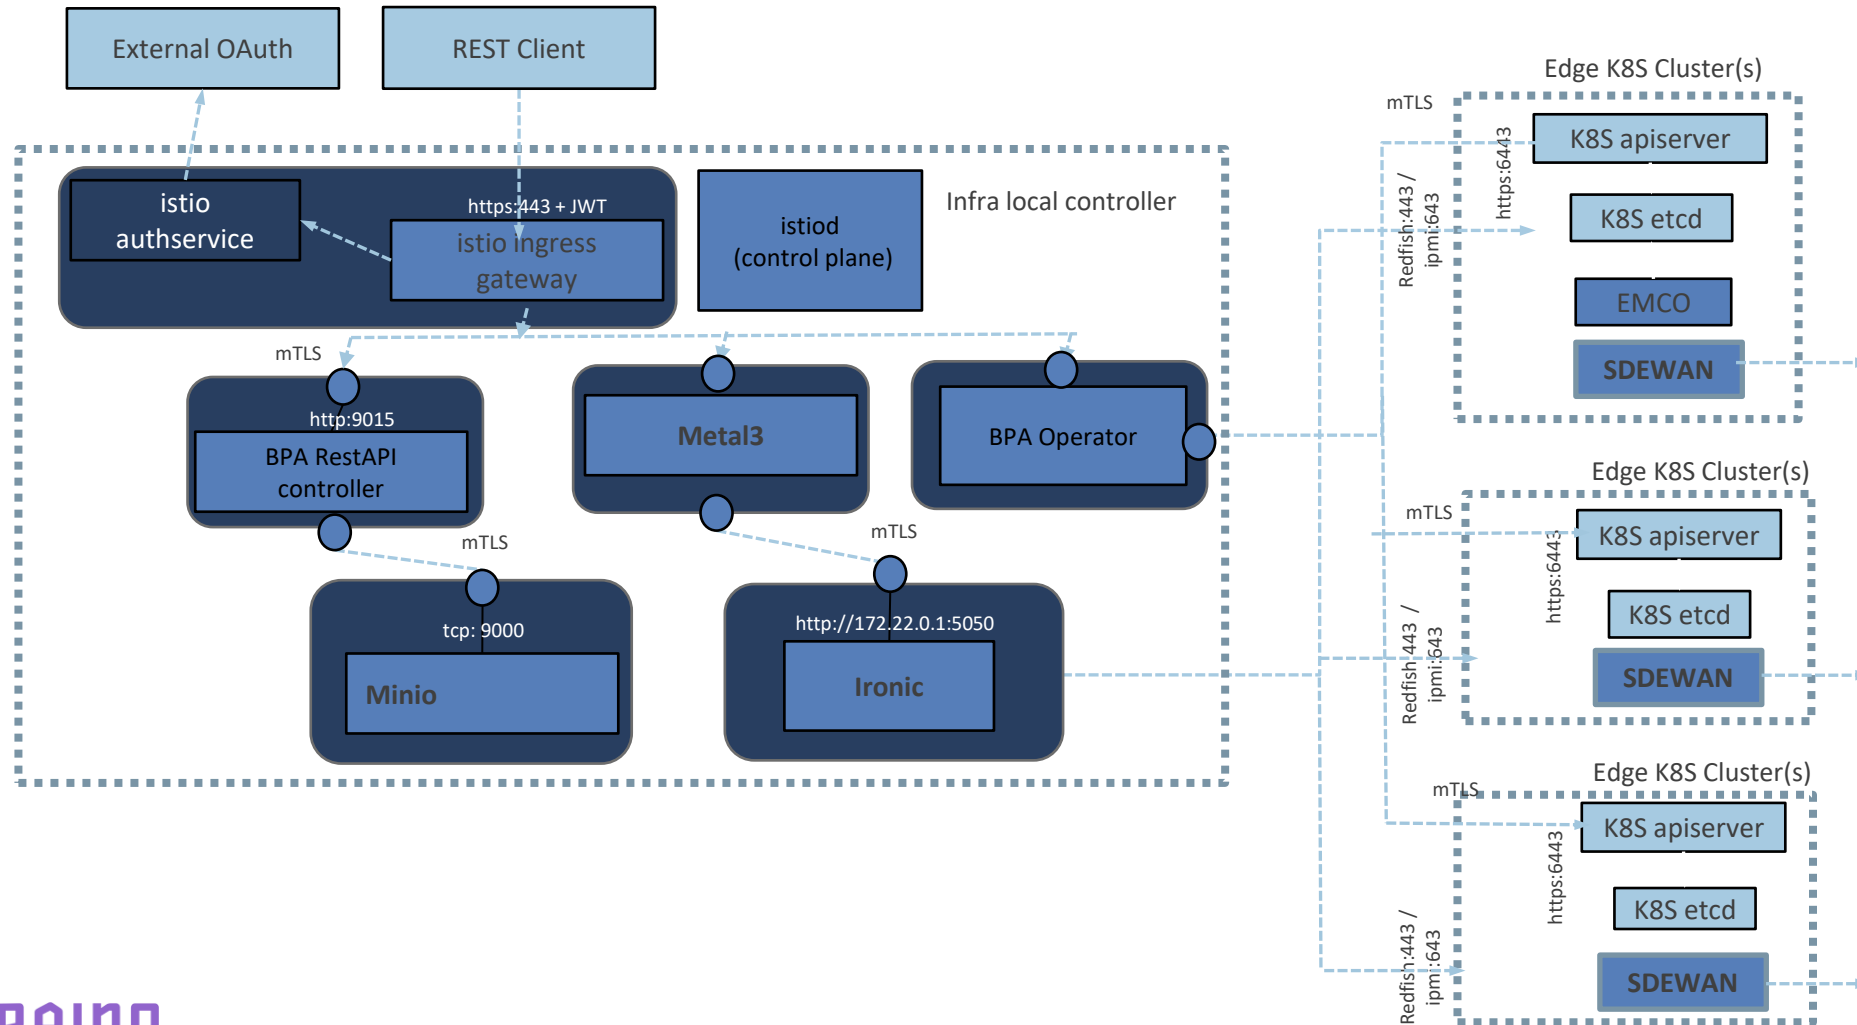 External OAuth
REST Client
Infra local controller
istio
authservice
https:443 + JWT
istio ingress
gateway
istiod
(control plane)
mTLS
http:9015
BPA RestAPI
controller
Metal3
BPA Operator
mTLS
tcp: 9000
Minio
mTLS
http://172.22.0.1:5050
Ironic
Edge K8S Cluster(s)
mTLS
https:6443
Redfish:443 /
ipmi:643
K8S apiserver
K8S etcd
EMCO
SDEWAN
Edge K8S Cluster(s)
mTLS
https:6443
Redfish:443 /
ipmi:643
K8S apiserver
K8S etcd
SDEWAN
Edge K8S Cluster(s)
mTLS
https:6443
Redfish:443 /
ipmi:643
K8S apiserver
K8S etcd
SDEWAN